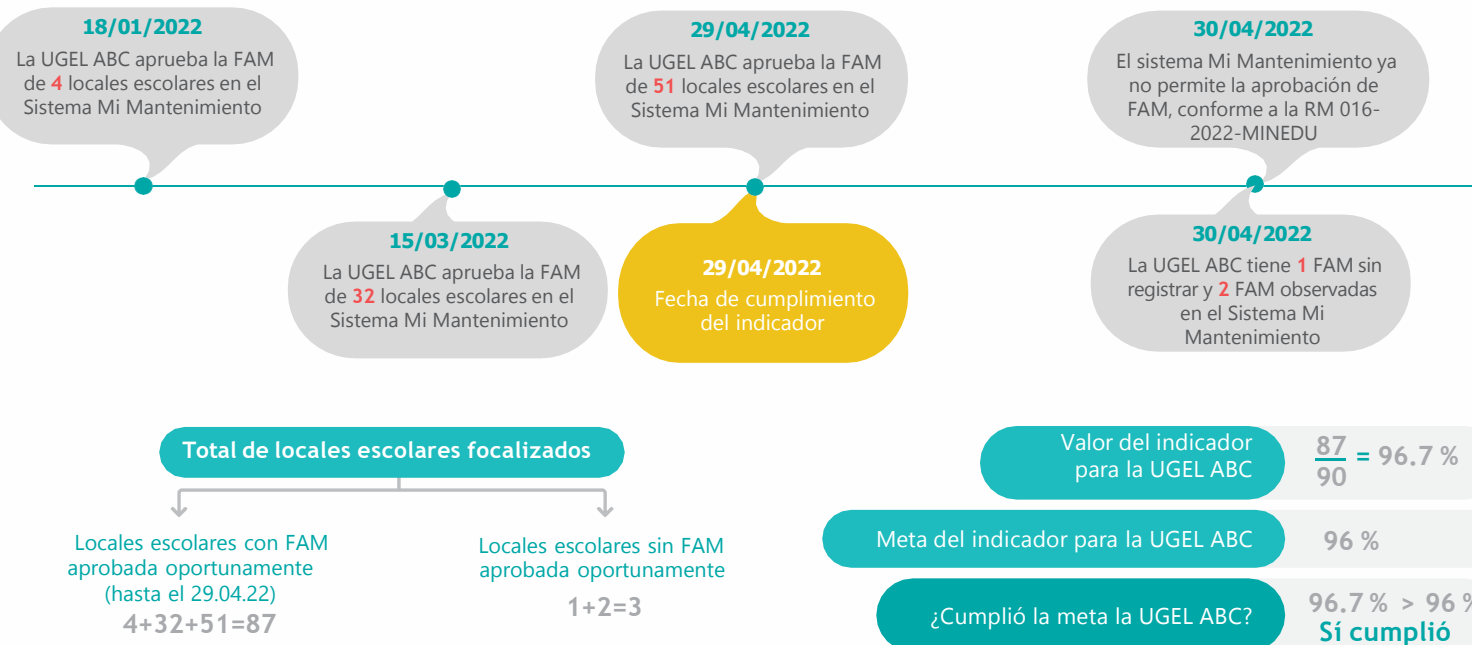 18/01/2022
La UGEL ABC aprueba la FAM
de 4 locales escolares en el
Sistema Mi Mantenimiento
29/04/2022
La UGEL ABC aprueba la FAM
de 51 locales escolares en el
Sistema Mi Mantenimiento
30/04/2022
El sistema Mi Mantenimiento ya
no permite la aprobación de
FAM, conforme a la RM 016-
2022-MINEDU
15/03/2022
La UGEL ABC aprueba la FAM
de 32 locales escolares en el
Sistema Mi Mantenimiento
29/04/2022
Fecha de cumplimiento
del indicador
30/04/2022
La UGEL ABC tiene 1 FAM sin
registrar y 2 FAM observadas
en el Sistema Mi
Mantenimiento
Total de locales escolares focalizados
Locales escolares con FAM
aprobada oportunamente
(hasta el 29.04.22)
4+32+51=87
Locales escolares sin FAM
aprobada oportunamente
1+2=3
Valor del indicador
para la UGEL ABC
87
90
= 96.7 %
Meta del indicador para la UGEL ABC
96 %
¿Cumplió la meta la UGEL ABC?
96.7 % > 96 %
Sí cumplió